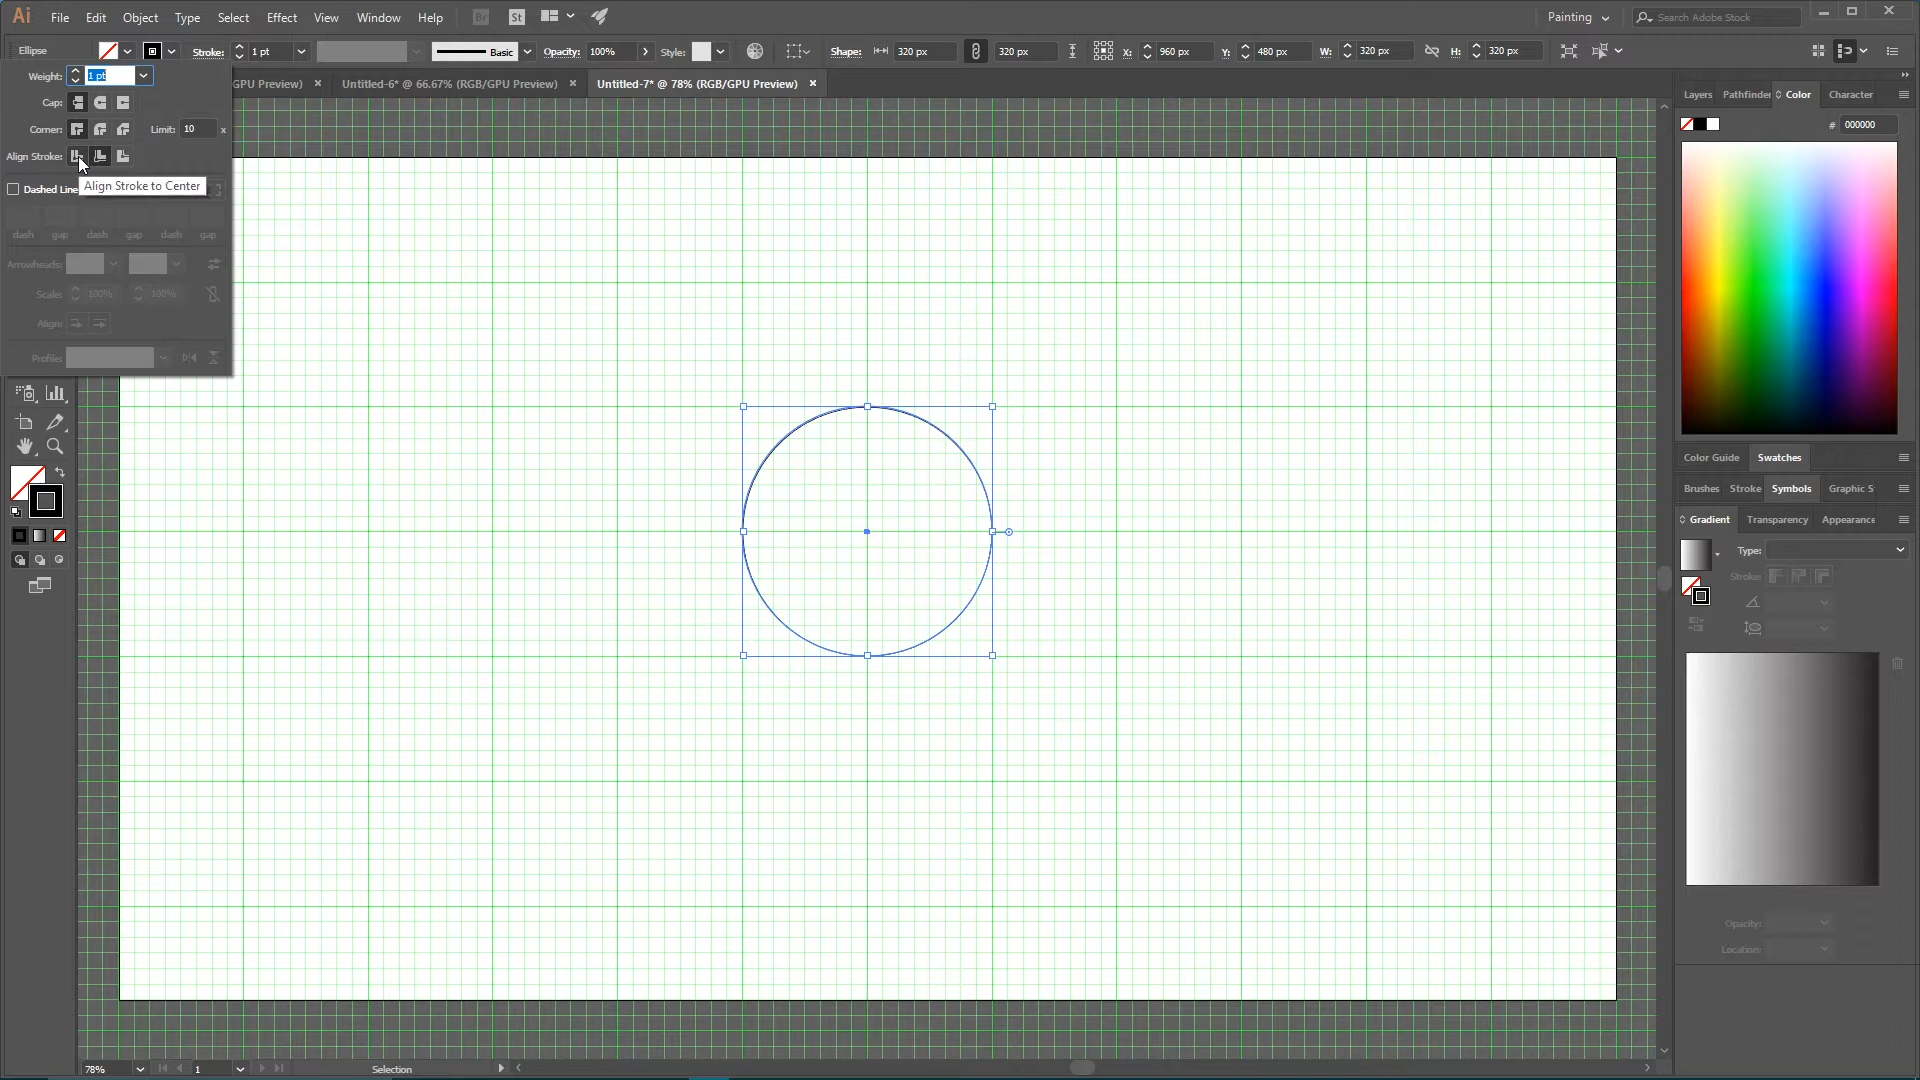 Ai File Edit Object Type Select Effect View Window Help Br St Painting Search Adobe Stock
Ellipse Stroke: 1 pt Basic Opacity: 100% Style: Shape: 320 px 320 px X: 960 px Y: 480 px W: 320 px H: 320 px
GPU Preview) × Untitled-6* @ 66.67% (RGB/GPU Preview) × Untitled-7* @ 78% (RGB/GPU Preview) ×
Weight: 1 pt
Cap:
Corner: Limit: 10 x
Align Stroke:
Align Stroke to Center
Dashed Line
dash gap dash gap dash gap
Arrowheads:
Scale: 100% 100%
Align:
Profile:
Layers Pathfinder Color Character
# 000000
Color Guide Swatches
Brushes Stroke Symbols Graphic S
Gradient Transparency Appearance
Type:
Stroke:
Opacity:
Location:
78% 1 Selection